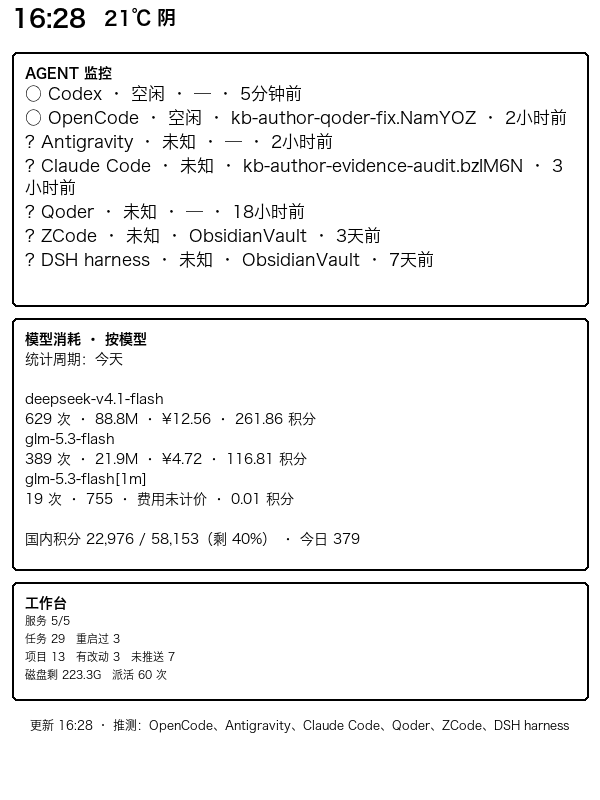 16:28 21℃ 阴
AGENT 监控
○ Codex · 空闲 · — · 5分钟前
○ OpenCode · 空闲 · kb-author-qoder-fix.NamYOZ · 2小时前
? Antigravity · 未知 · — · 2小时前
? Claude Code · 未知 · kb-author-evidence-audit.bzlM6N · 3
小时前
? Qoder · 未知 · — · 18小时前
? ZCode · 未知 · ObsidianVault · 3天前
? DSH harness · 未知 · ObsidianVault · 7天前
模型消耗 · 按模型
统计周期：今天
deepseek-v4.1-flash
629 次 · 88.8M · ¥12.56 · 261.86 积分
glm-5.3-flash
389 次 · 21.9M · ¥4.72 · 116.81 积分
glm-5.3-flash[1m]
19 次 · 755 · 费用未计价 · 0.01 积分
国内积分 22,976 / 58,153（剩 40%） · 今日 379
工作台
服务 5/5
任务 29　重启过 3
项目 13　有改动 3　未推送 7
磁盘剩 223.3G　派活 60 次
更新 16:28 · 推测：OpenCode、Antigravity、Claude Code、Qoder、ZCode、DSH harness